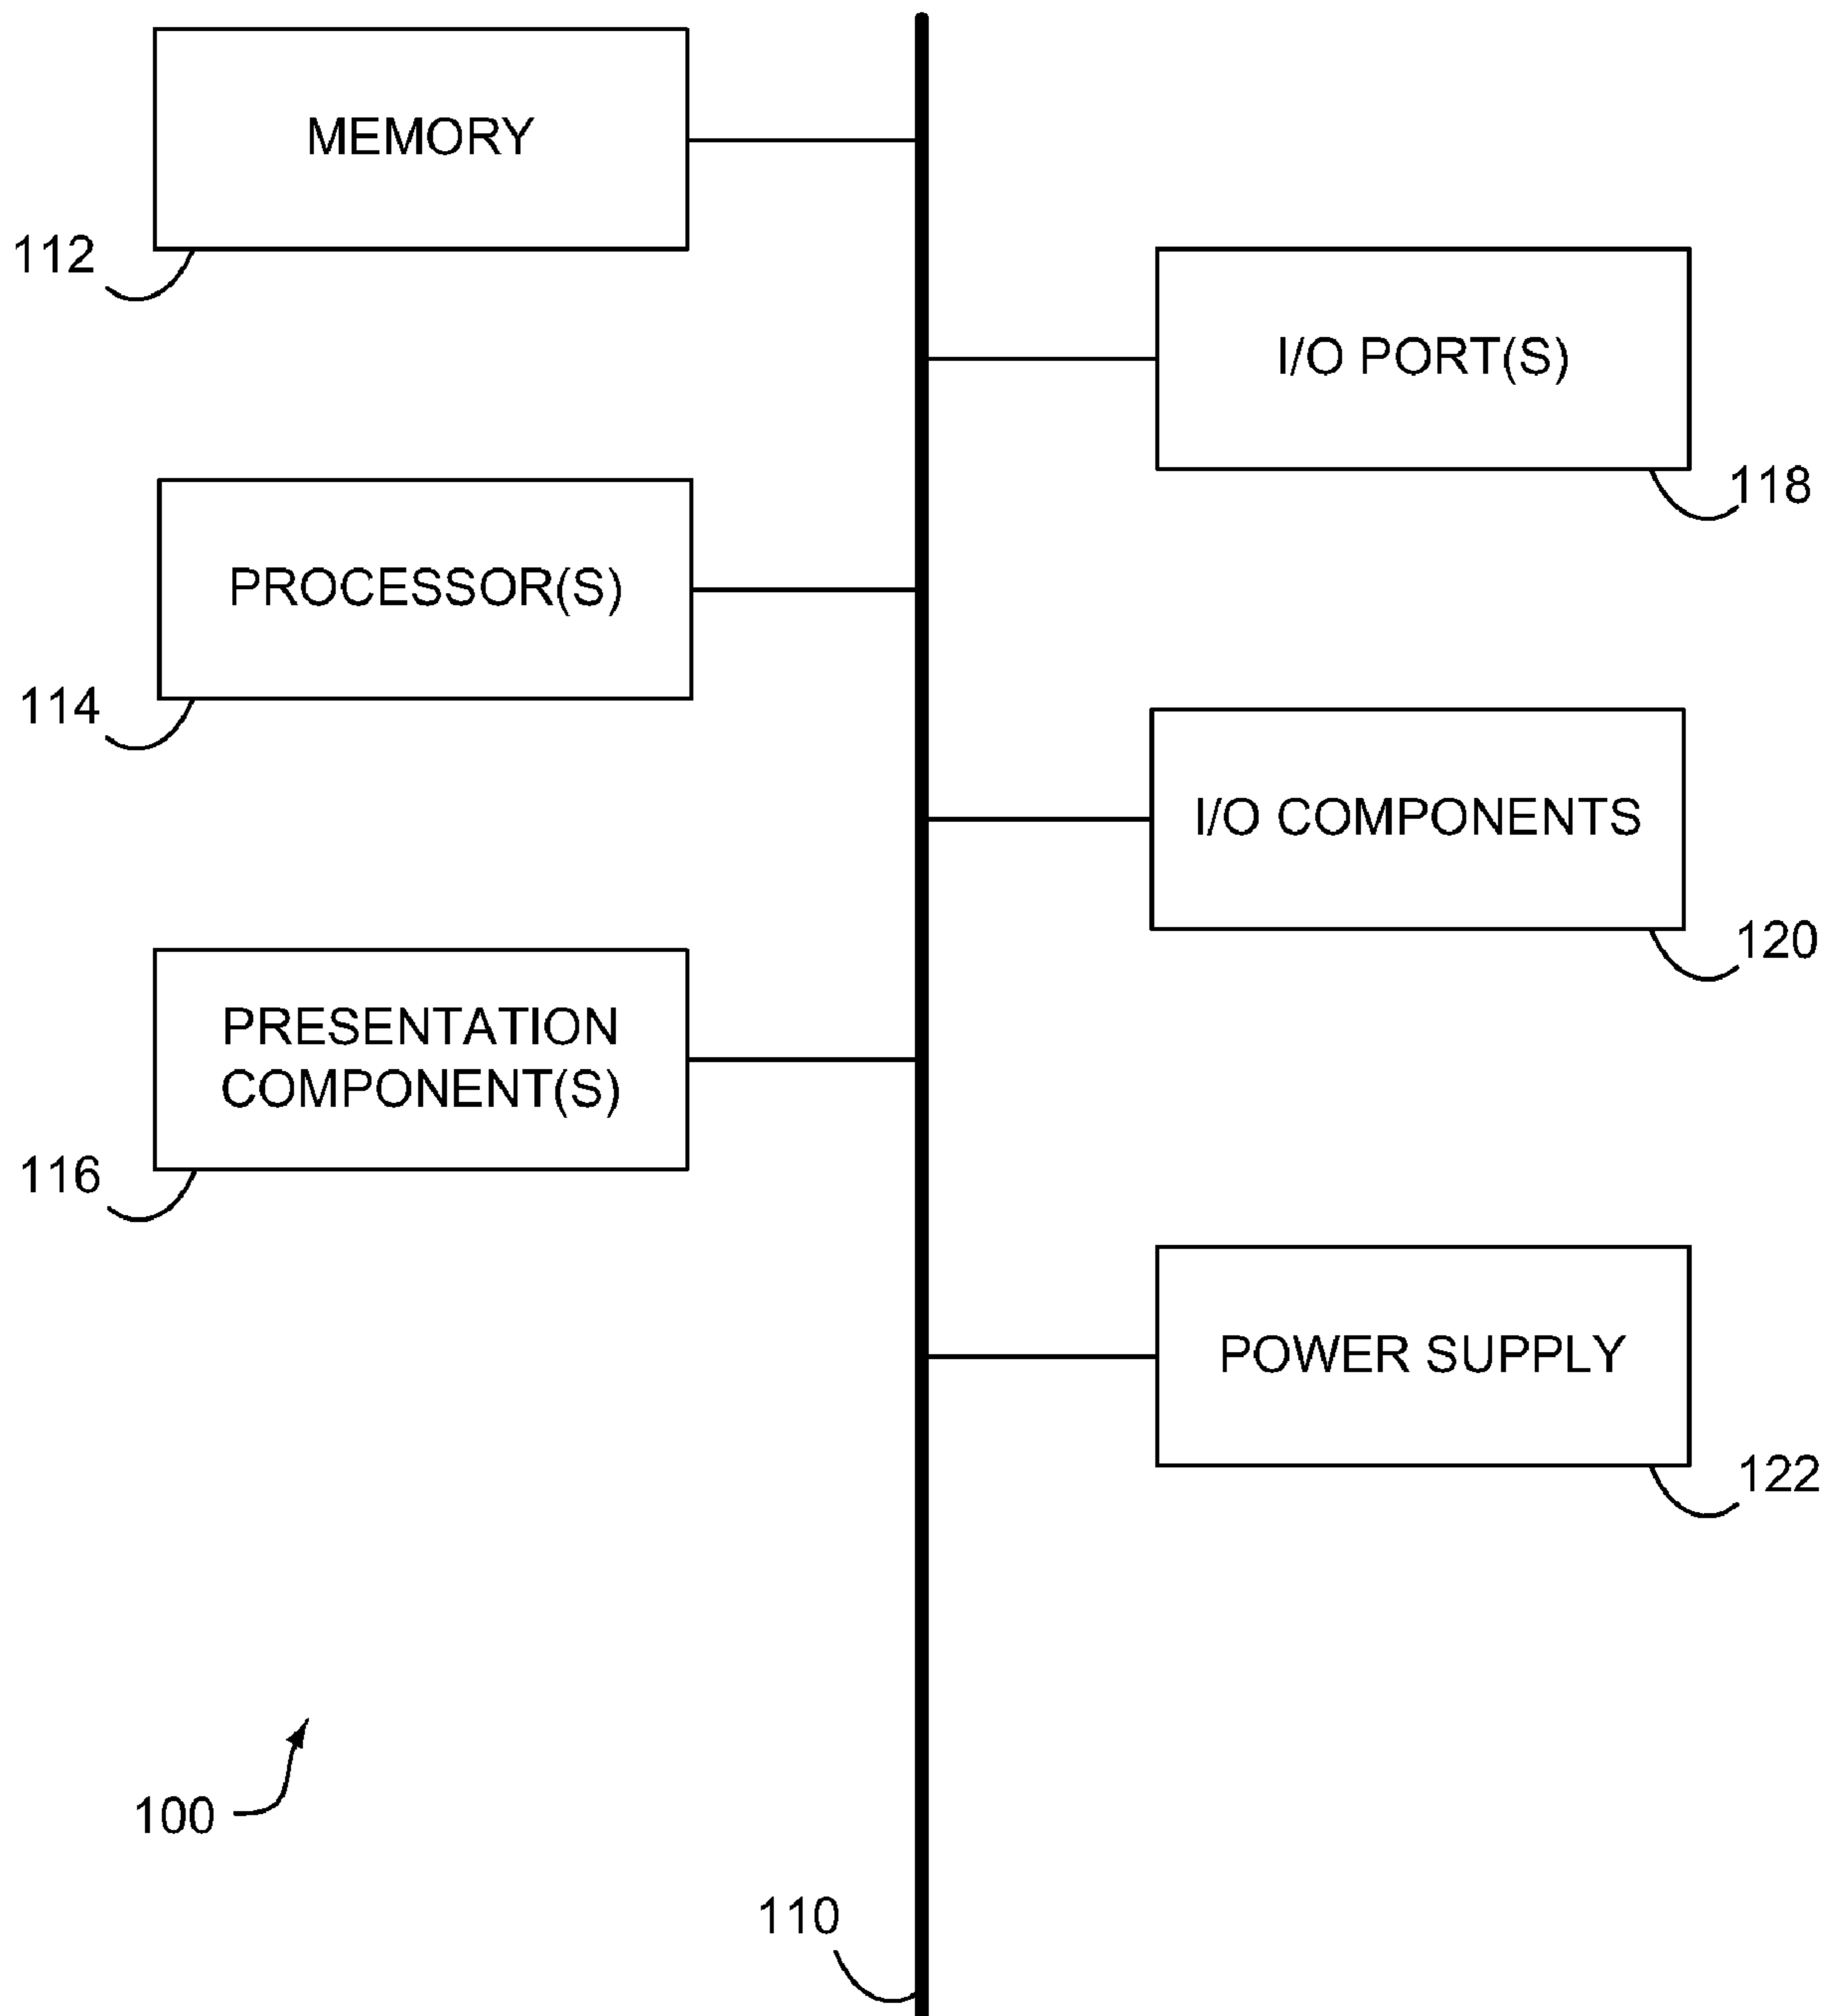 MEMORY
112
I/O PORT(S)
118
PROCESSOR(S)
114
I/O COMPONENTS
120
PRESENTATION
COMPONENT(S)
116
POWER SUPPLY
122
100
110